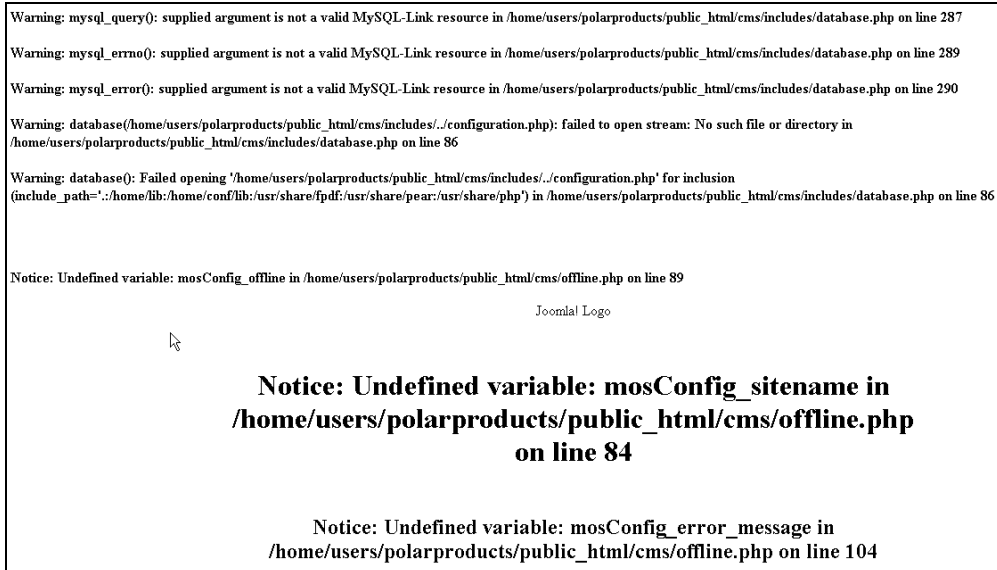 Warning: mysql_query(): supplied argument is not a valid MySQL-Link resource in /home/users/polarproducts/public_html/cms/includes/database.php on line 287
Warning: mysql_errno(): supplied argument is not a valid MySQL-Link resource in /home/users/polarproducts/public_html/cms/includes/database.php on line 289
Warning: mysql_error(): supplied argument is not a valid MySQL-Link resource in /home/users/polarproducts/public_html/cms/includes/database.php on line 290
Warning: database(/home/users/polarproducts/public_html/cms/includes/../configuration.php): failed to open stream: No such file or directory in
/home/users/polarproducts/public_html/cms/includes/database.php on line 86
Warning: database(): Failed opening '/home/users/polarproducts/public_html/cms/includes/../configuration.php' for inclusion
(include_path='.:/home/lib:/home/conf/lib:/usr/share/fpdf:/usr/share/pear:/usr/share/php') in /home/users/polarproducts/public_html/cms/includes/database.php on line 86
Notice: Undefined variable: mosConfig_offline in /home/users/polarproducts/public_html/cms/offline.php on line 89
Joomla! Logo
Notice: Undefined variable: mosConfig_sitename in
/home/users/polarproducts/public_html/cms/offline.php
on line 84
Notice: Undefined variable: mosConfig_error_message in
/home/users/polarproducts/public_html/cms/offline.php on line 104